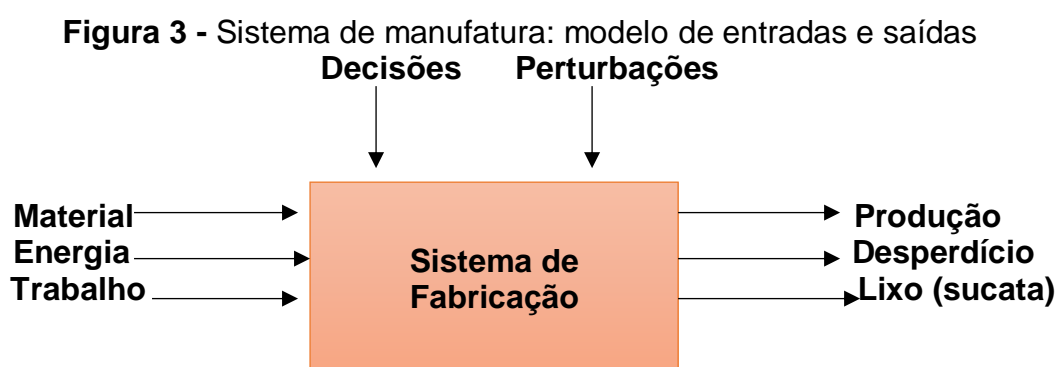 Figura 3 - Sistema de manufatura: modelo de entradas e saídas
Decisões Perturbações
Material
Energia
Trabalho
Sistema de
Fabricação
Produção
Desperdício
Lixo (sucata)